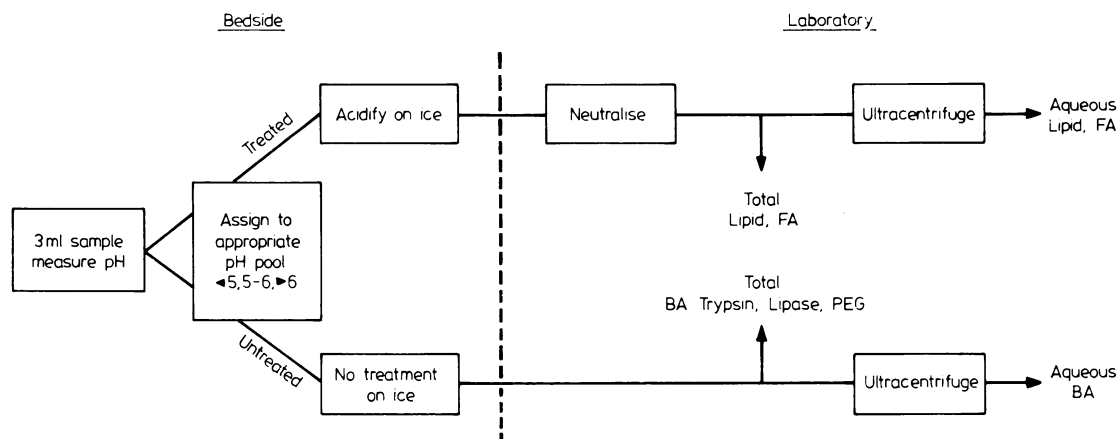 Bedside
Laboratory
3ml sample
measure pH
Treated
Assign to
appropriate
pH pool
◄5,5-6,►6
Untreated
Acidify on ice
No treatment
on ice
Neutralise
Total
Lipid, FA
Total
BA Trypsin, Lipase, PEG
Ultracentrifuge
Aqueous
Lipid, FA
Ultracentrifuge
Aqueous
BA